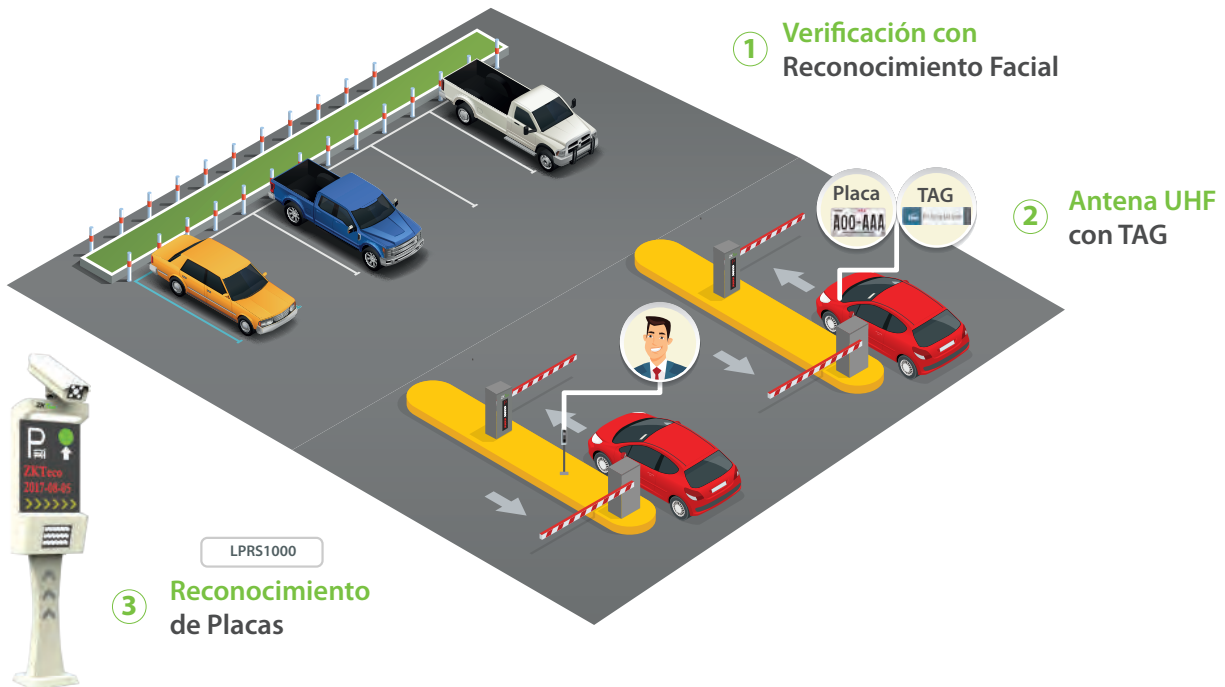 1
Verificación con
Reconocimiento Facial
Placa
A00-AAA
TAG
2
Antena UHF
con TAG
ZK
P
ZKTeco
2017-08-05
LPRS1000
3
Reconocimiento
de Placas